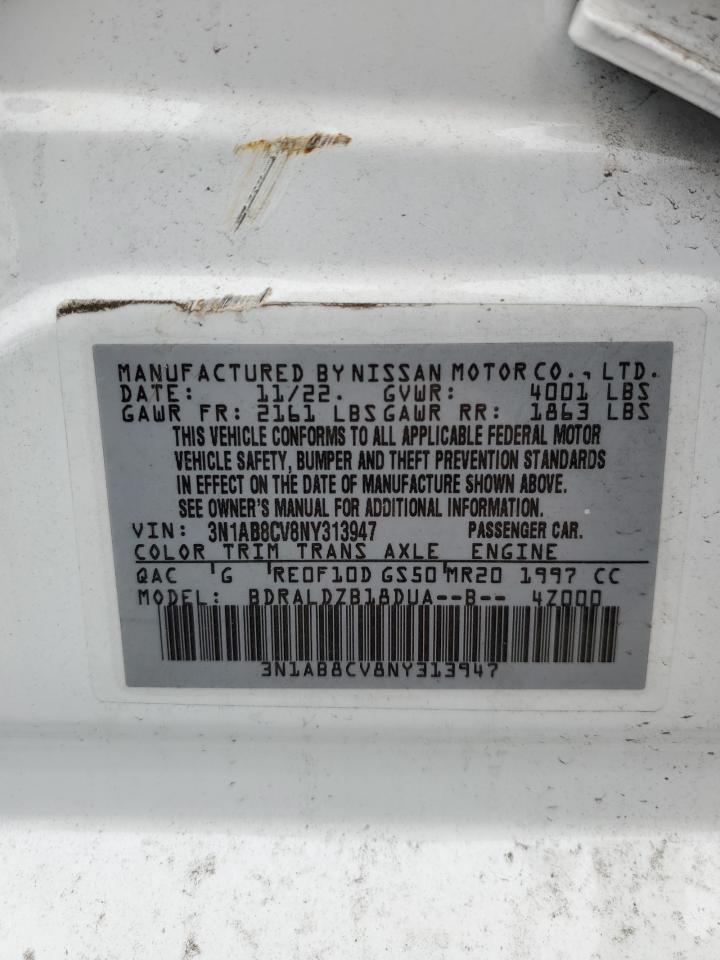 MANUFACTURED BY NISSAN MOTOR CO., LTD.
DATE: 11/22. GVWR: 4001 LBS
GAWR FR: 2161 LBS GAWR RR: 1863 LBS
THIS VEHICLE CONFORMS TO ALL APPLICABLE FEDERAL MOTOR
VEHICLE SAFETY, BUMPER AND THEFT PREVENTION STANDARDS
IN EFFECT ON THE DATE OF MANUFACTURE SHOWN ABOVE.
SEE OWNER'S MANUAL FOR ADDITIONAL INFORMATION.
VIN: 3N1AB8CV8NY313947 PASSENGER CAR.
COLOR TRIM TRANS AXLE ENGINE
QAC G RE0F10D GS50 MR20 1997 CC
MODEL: BDRALDZB18DUA--B-- 4Z000
3N1AB8CV8NY313947